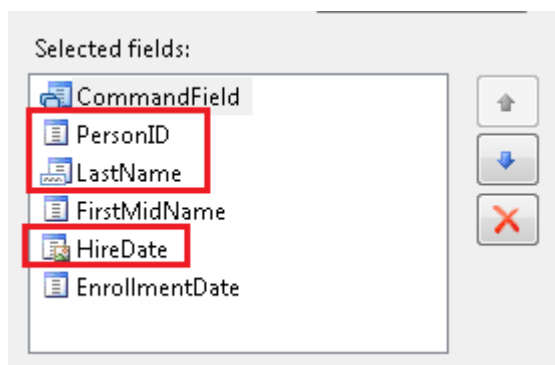 Selected fields:
CommandField
PersonID
LastName
FirstMidName
HireDate
EnrollmentDate